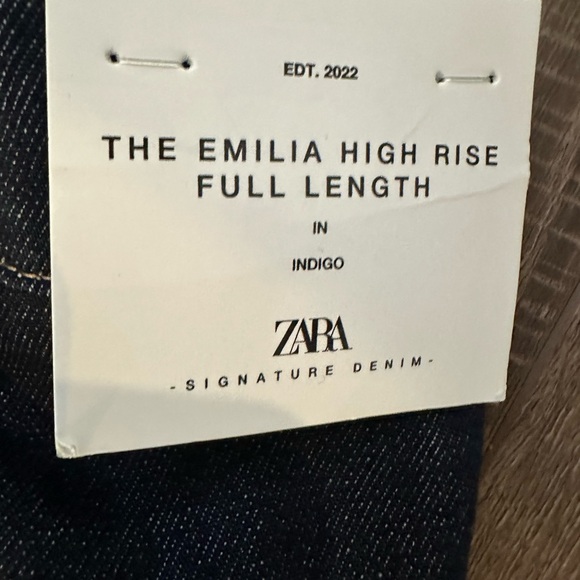 EDT. 2022
THE EMILIA HIGH RISE
FULL LENGTH
IN
INDIGO
ZARA
- SIGNATURE DENIM -